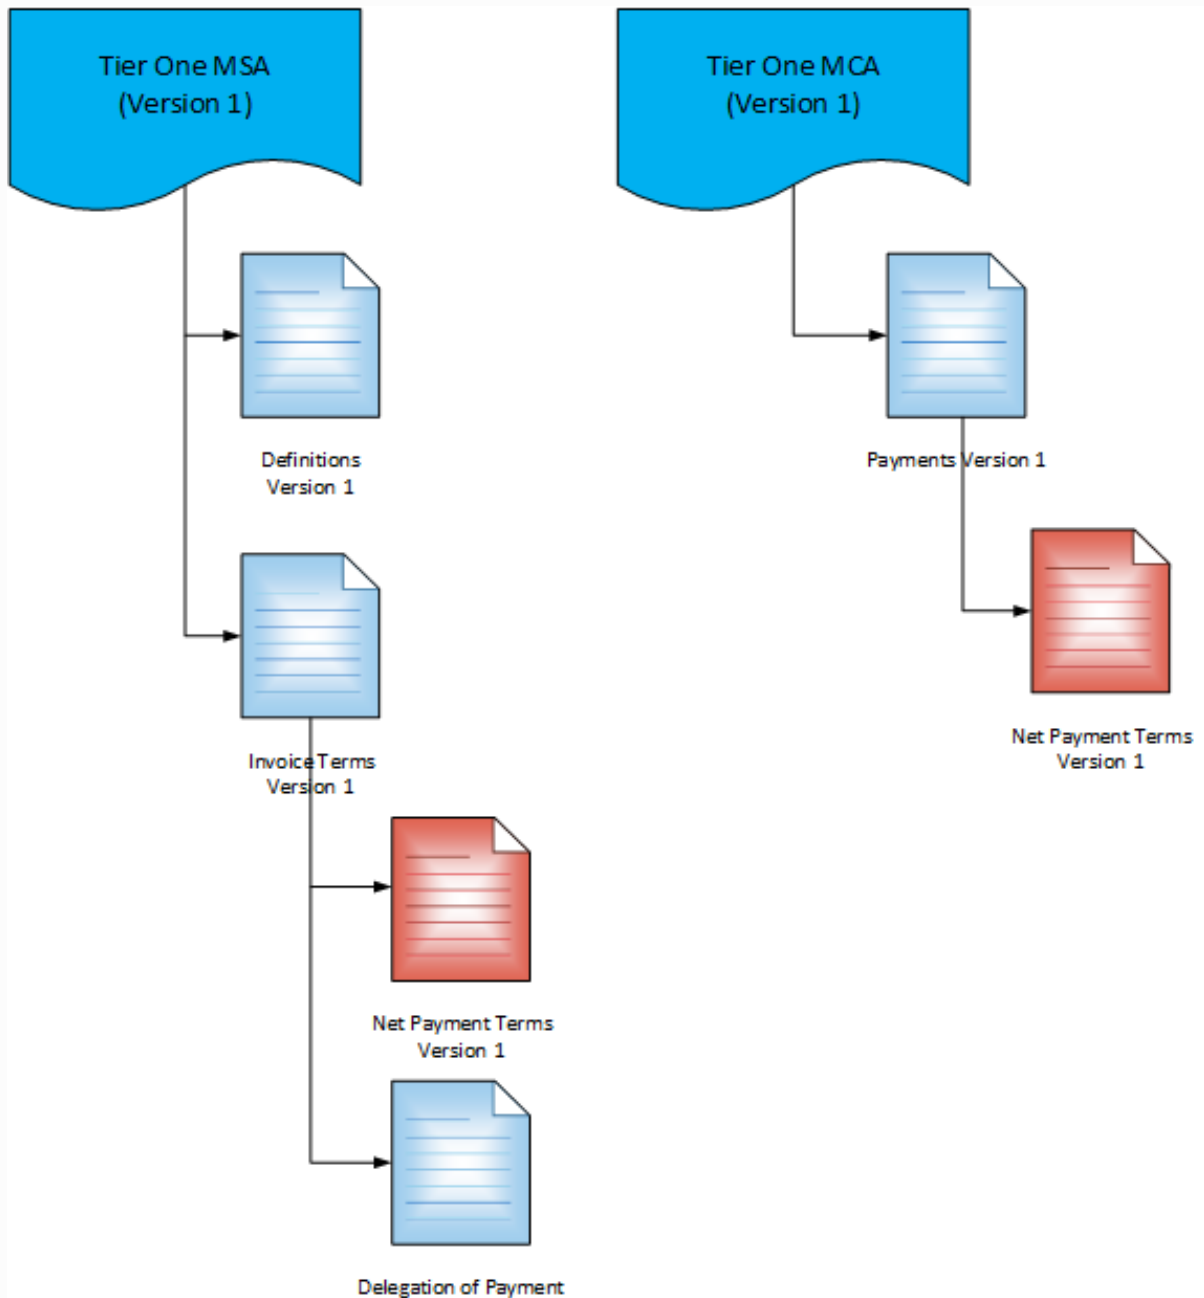 Tier One MSA
(Version 1)
Tier One MCA
(Version 1)
Definitions
Version 1
Payments Version 1
Invoice Terms
Version 1
Net Payment Terms
Version 1
Net Payment Terms
Version 1
Delegation of Payment